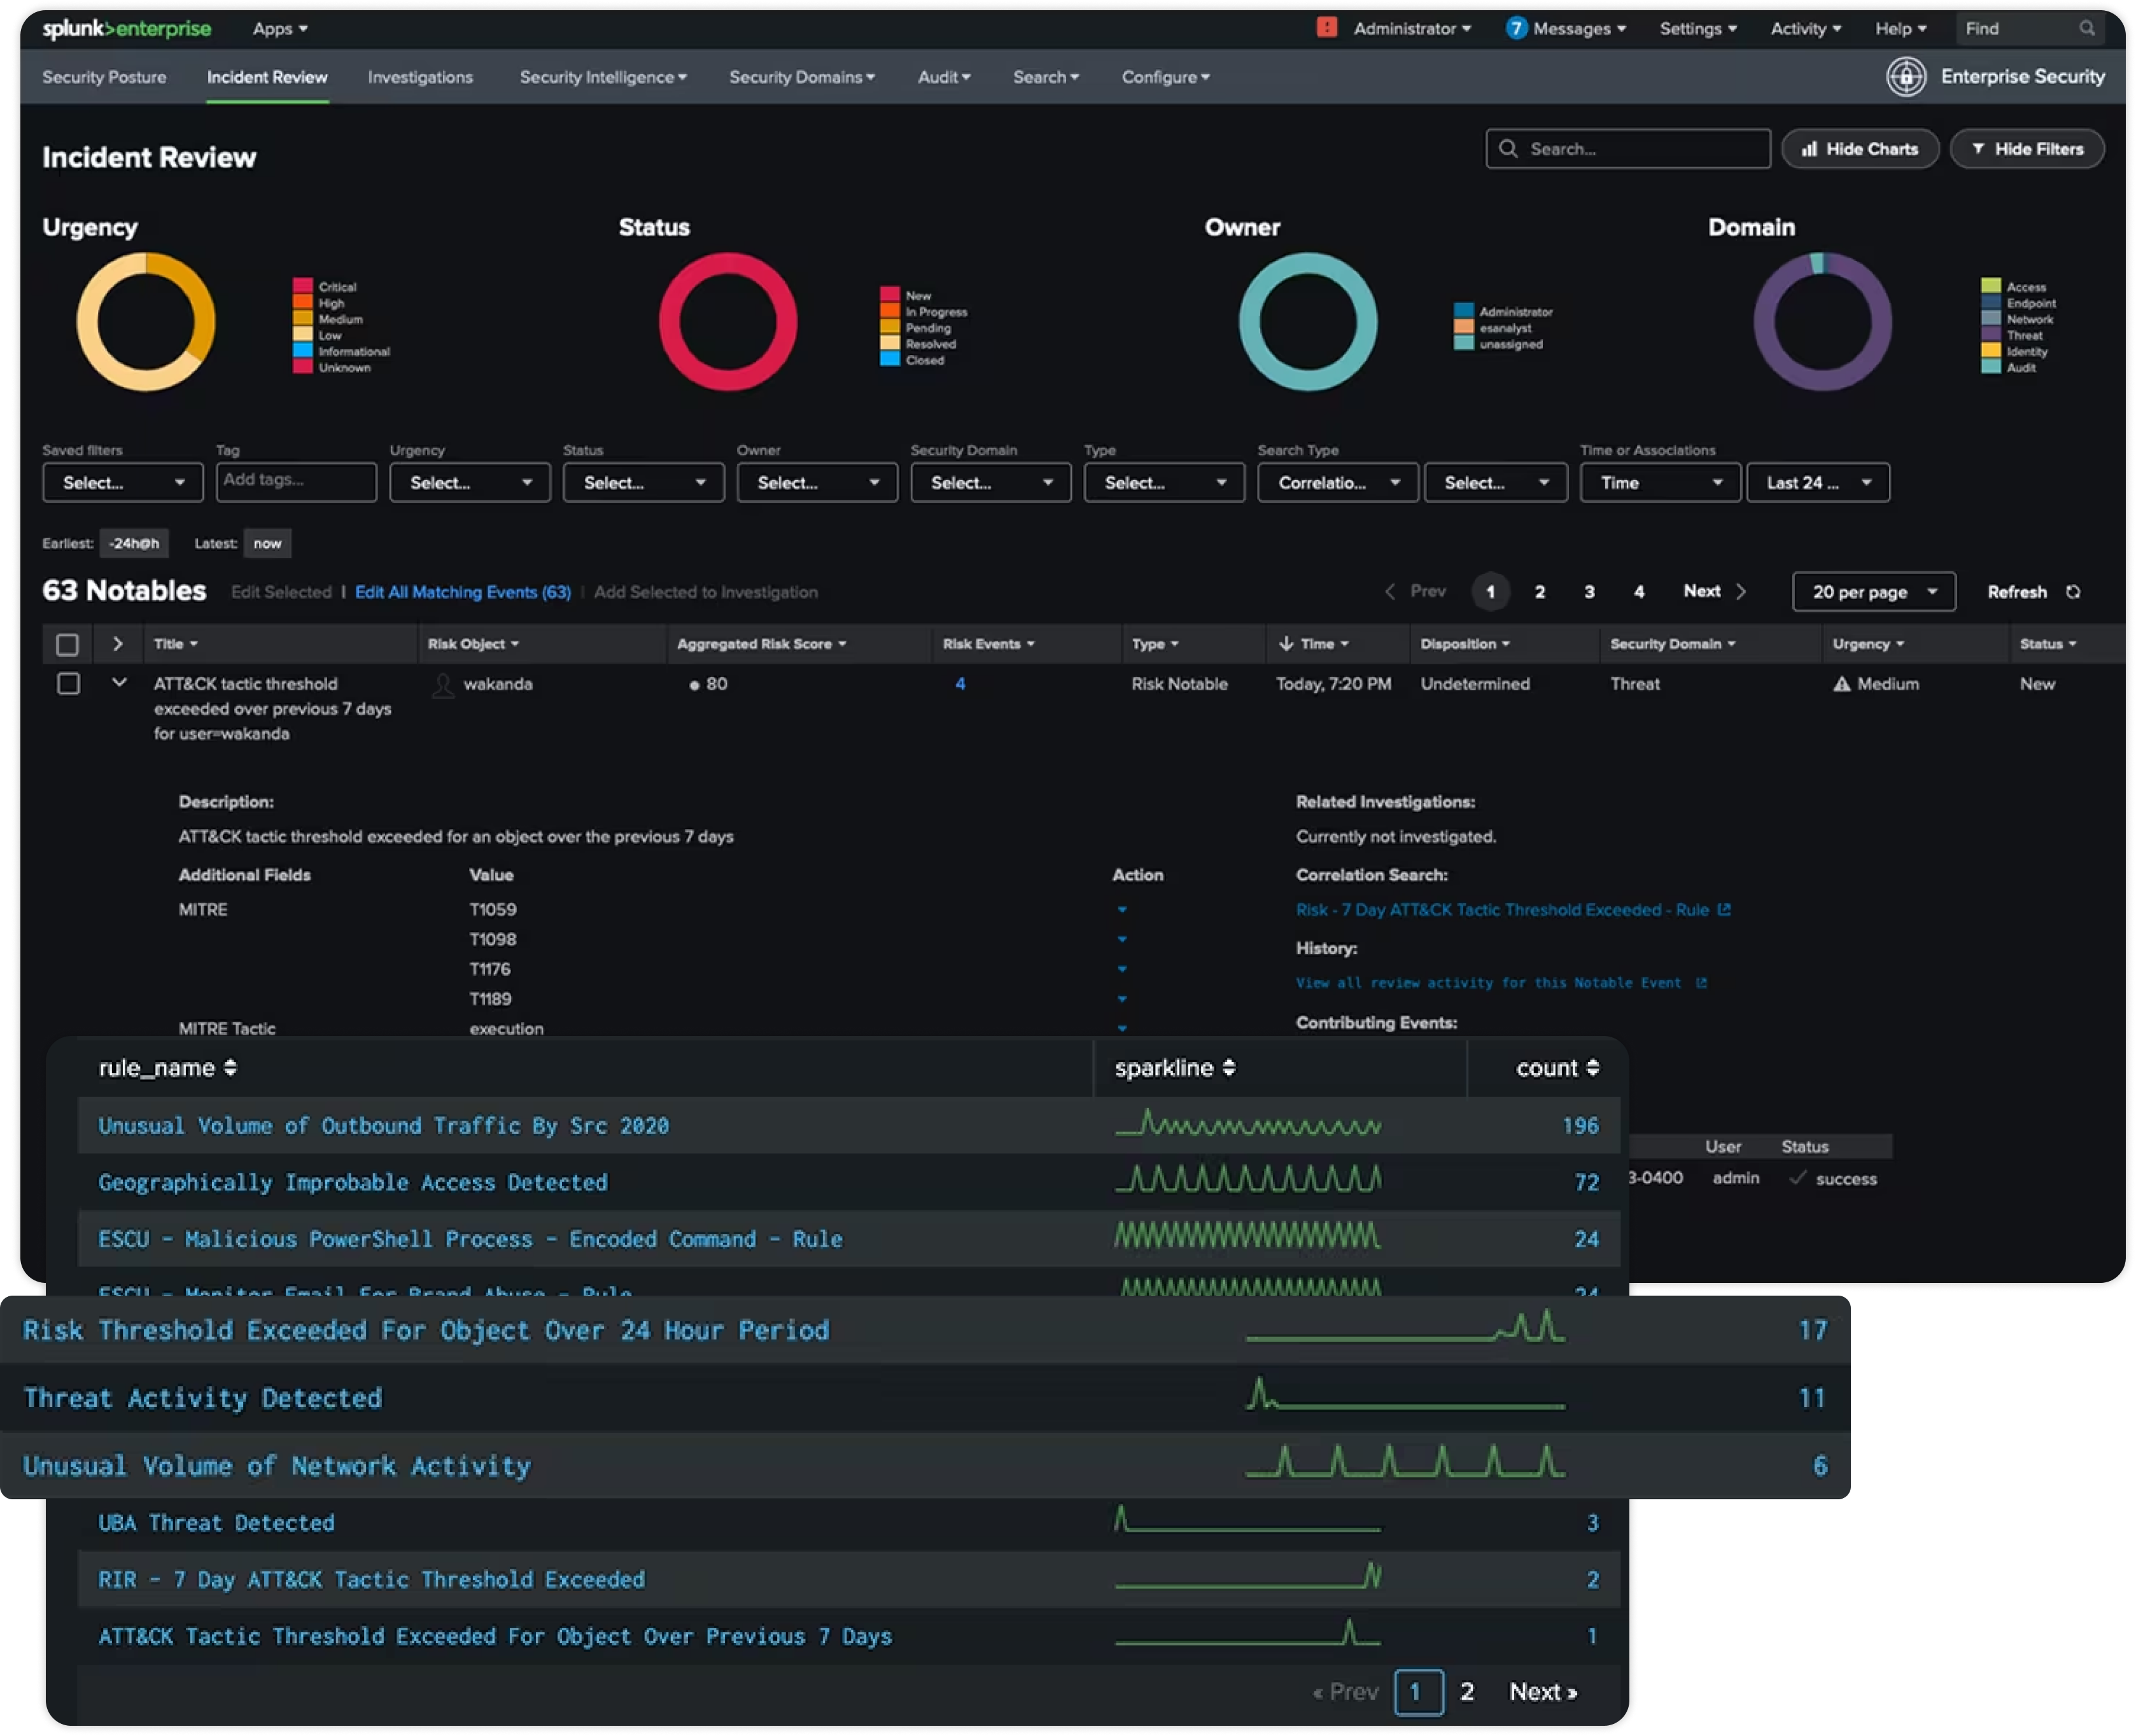 splunk>enterprise Apps ! Administrator 7 Messages Settings Activity Help Find
Security Posture Incident Review Investigations Security Intelligence Security Domains Audit Search Configure Enterprise Security
Incident Review Search... Hide Charts Hide Filters
Urgency
Critical
High
Medium
Low
Informational
Unknown
Status
New
In Progress
Pending
Resolved
Closed
Owner
Administrator
esanalyst
unassigned
Domain
Access
Endpoint
Network
Threat
Identity
Audit
Saved filters Tag Urgency Status Owner Security Domain Type Search Type Time or Associations
Select... Add tags... Select... Select... Select... Select... Select... Correlatio... Select... Time Last 24 ...
Earliest: -24h@h Latest: now
63 Notables Edit Selected | Edit All Matching Events (63) | Add Selected to Investigation Prev 1 2 3 4 Next 20 per page Refresh
Title Risk Object Aggregated Risk Score Risk Events Type Time Disposition Security Domain Urgency Status
ATT&CK tactic threshold wakanda 80 4 Risk Notable Today, 7:20 PM Undetermined Threat Medium New
exceeded over previous 7 days
for user=wakanda
Description: Related Investigations:
ATT&CK tactic threshold exceeded for an object over the previous 7 days Currently not investigated.
Additional Fields Value Action Correlation Search:
MITRE T1059 Risk - 7 Day ATT&CK Tactic Threshold Exceeded - Rule
T1098
History:
T1176
View all review activity for this Notable Event
T1189
MITRE Tactic execution Contributing Events:
rule_name sparkline count
Unusual Volume of Outbound Traffic By Src 2020 196
User Status
Geographically Improbable Access Detected 72
3-0400 admin success
ESCU - Malicious PowerShell Process - Encoded Command - Rule 24
ESCU - Monitor Email For Brand Abuse - Rule 24
Risk Threshold Exceeded For Object Over 24 Hour Period 17
Threat Activity Detected 11
Unusual Volume of Network Activity 6
UBA Threat Detected 3
RIR - 7 Day ATT&CK Tactic Threshold Exceeded 2
ATT&CK Tactic Threshold Exceeded For Object Over Previous 7 Days 1
« Prev 1 2 Next »